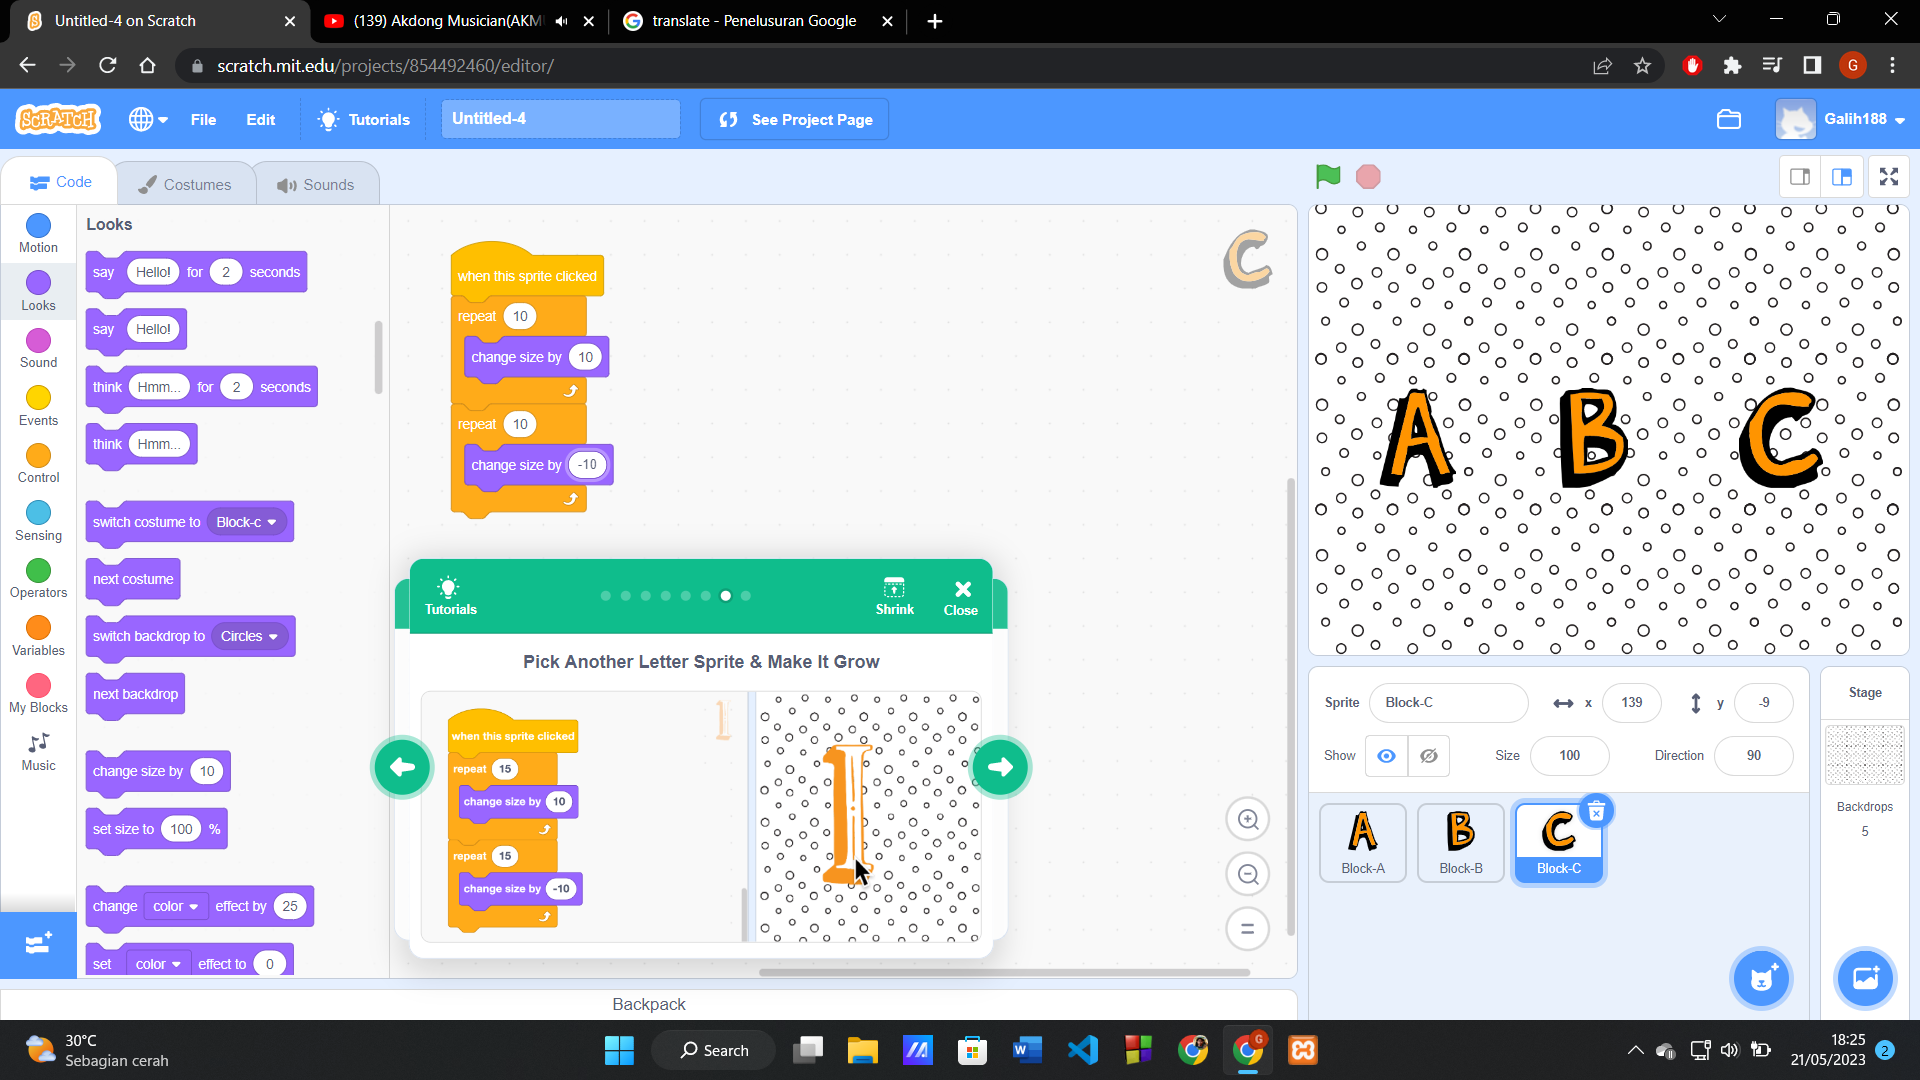 Untitled-4 on Scratch
(139) Akdong Musician(AKM
translate - Penelusuran Google
scratch.mit.edu/projects/854492460/editor/
G
SCRATCH
File
Edit
Tutorials
Untitled-4
See Project Page
Galih188
Code
Costumes
Sounds
Motion
Looks
Sound
Events
Control
Sensing
Operators
Variables
My Blocks
Music
Looks
say Hello! for 2 seconds
say Hello!
think Hmm... for 2 seconds
think Hmm...
switch costume to Block-c
next costume
switch backdrop to Circles
next backdrop
change size by 10
set size to 100 %
change color effect by 25
set color effect to 0
when this sprite clicked
repeat 10
change size by 10
repeat 10
change size by -10
C
Tutorials
Shrink
Close
Pick Another Letter Sprite & Make It Grow
when this sprite clicked
repeat 15
change size by 10
repeat 15
change size by -10
I
I
Backpack
A B C
Sprite Block-C x 139 y -9
Show Size 100 Direction 90
A
Block-A
B
Block-B
C
Block-C
Stage
Backdrops
5
30°C
Sebagian cerah
Search
W
G
18:25
21/05/2023
2